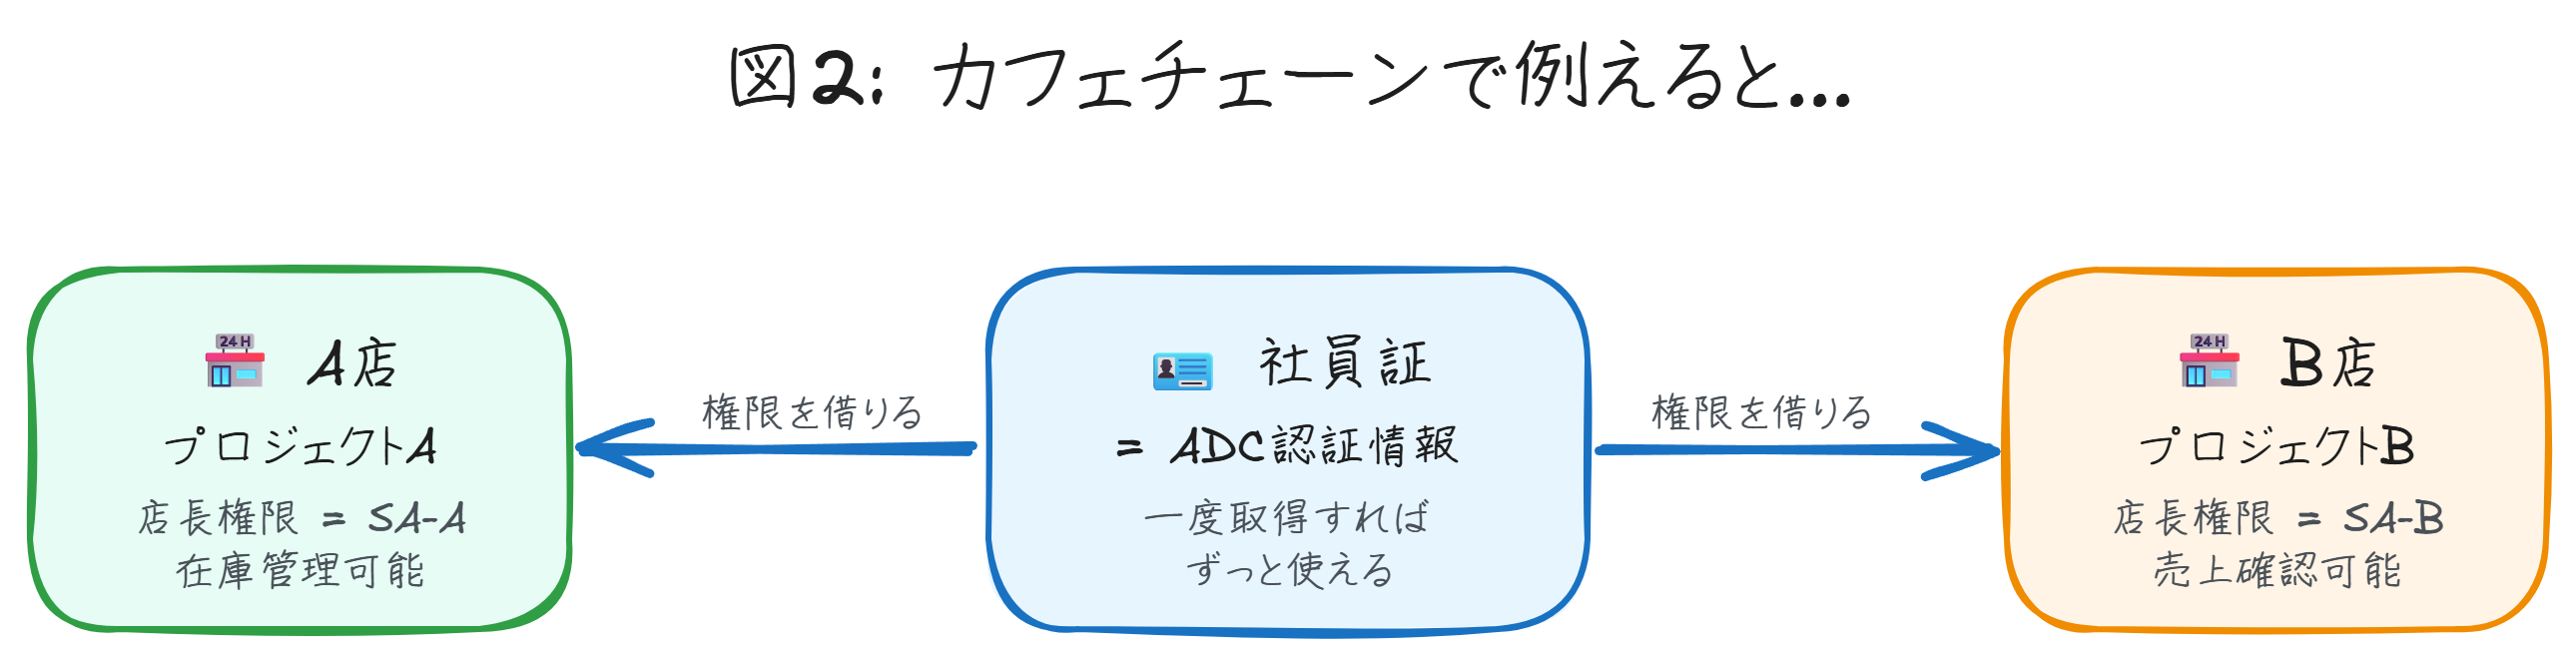 図2: カフェチェーンで例えると...
24H
A店
プロジェクトA
店長権限 = SA-A
在庫管理可能
権限を借りる
社員証
= ADC認証情報
一度取得すれば
ずっと使える
権限を借りる
24H
B店
プロジェクトB
店長権限 = SA-B
売上確認可能